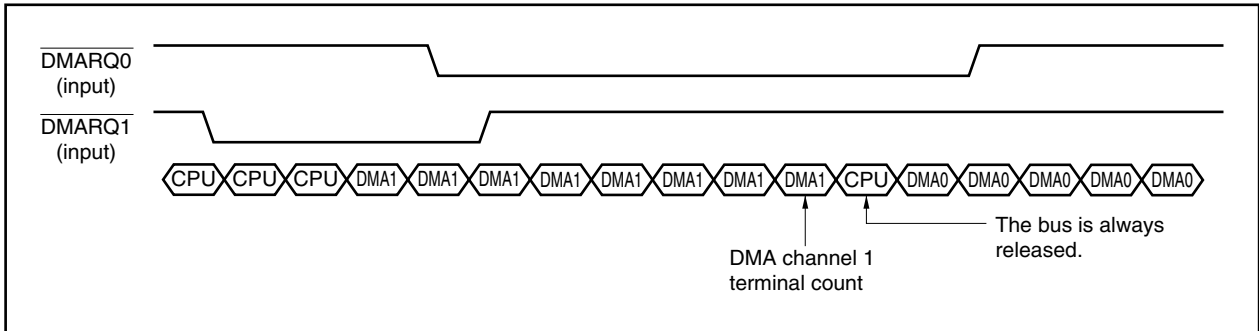 DMARQ0
(input)
DMARQ1
(input)
CPU CPU CPU DMA1 DMA1 DMA1 DMA1 DMA1 DMA1 DMA1 DMA1 CPU DMA0 DMA0 DMA0 DMA0 DMA0
The bus is always
released.
DMA channel 1
terminal count